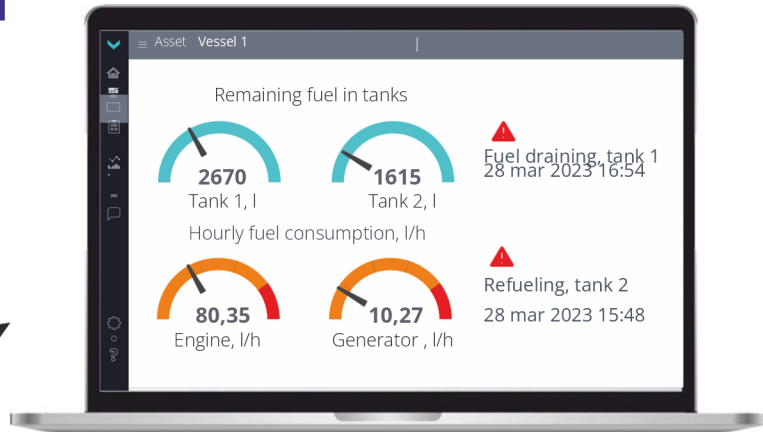 Asset Vessel 1
Remaining fuel in tanks
2670
1615
Tank 1, l
Tank 2, l
Hourly fuel consumption, l/h
80,35
10,27
Engine, l/h
Generator , l/h
Fuel draining, tank 1
28 mar 2023 16:54
Refueling, tank 2
28 mar 2023 15:48